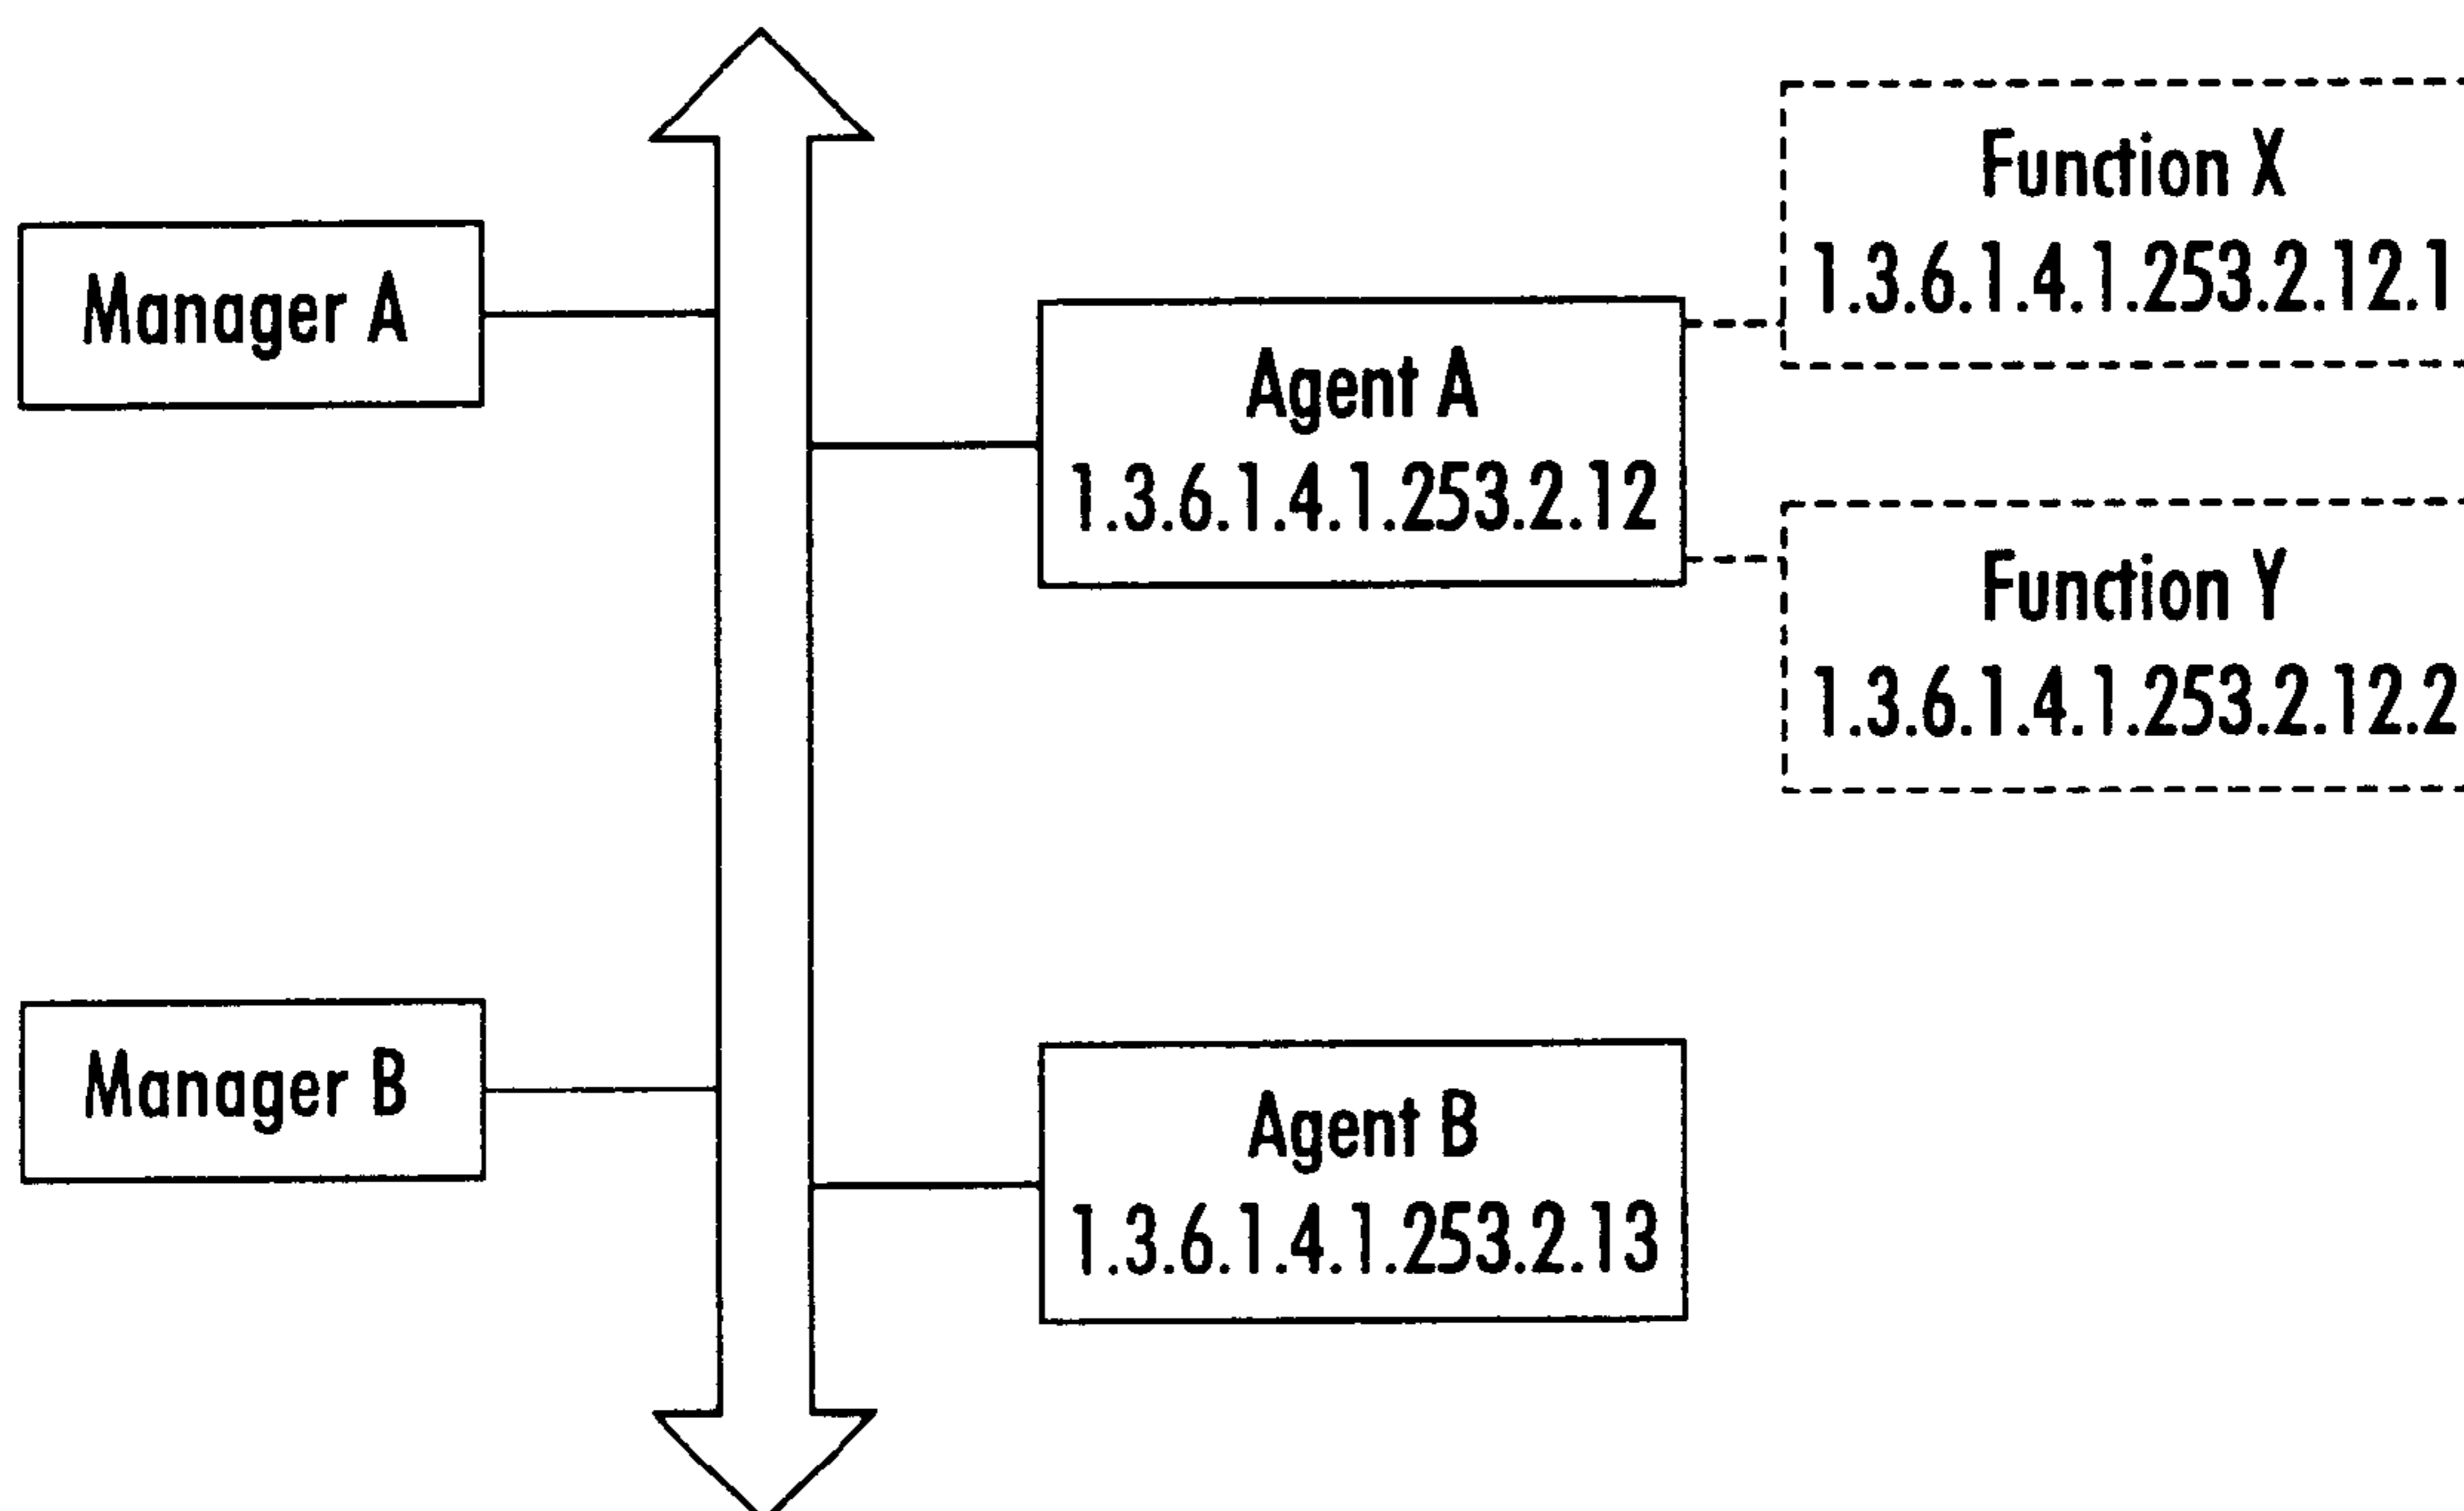 Manager A
Agent A
1.3.6.1.4.1.253.2.12
Function X
1.3.6.1.4.1.253.2.12.1
Function Y
1.3.6.1.4.1.253.2.12.2
Manager B
Agent B
1.3.6.1.4.1.253.2.13